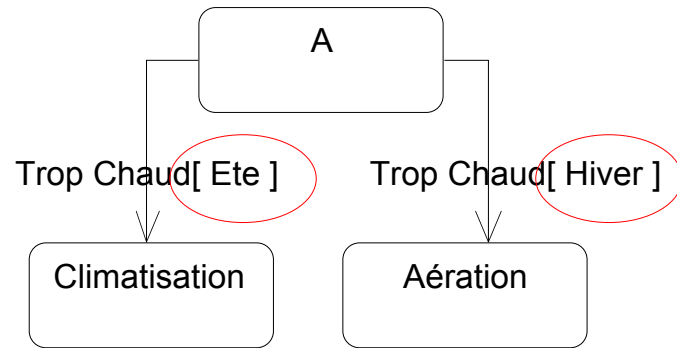 A
Trop Chaud[ Ete ]
Trop Chaud[ Hiver ]
Climatisation
Aération